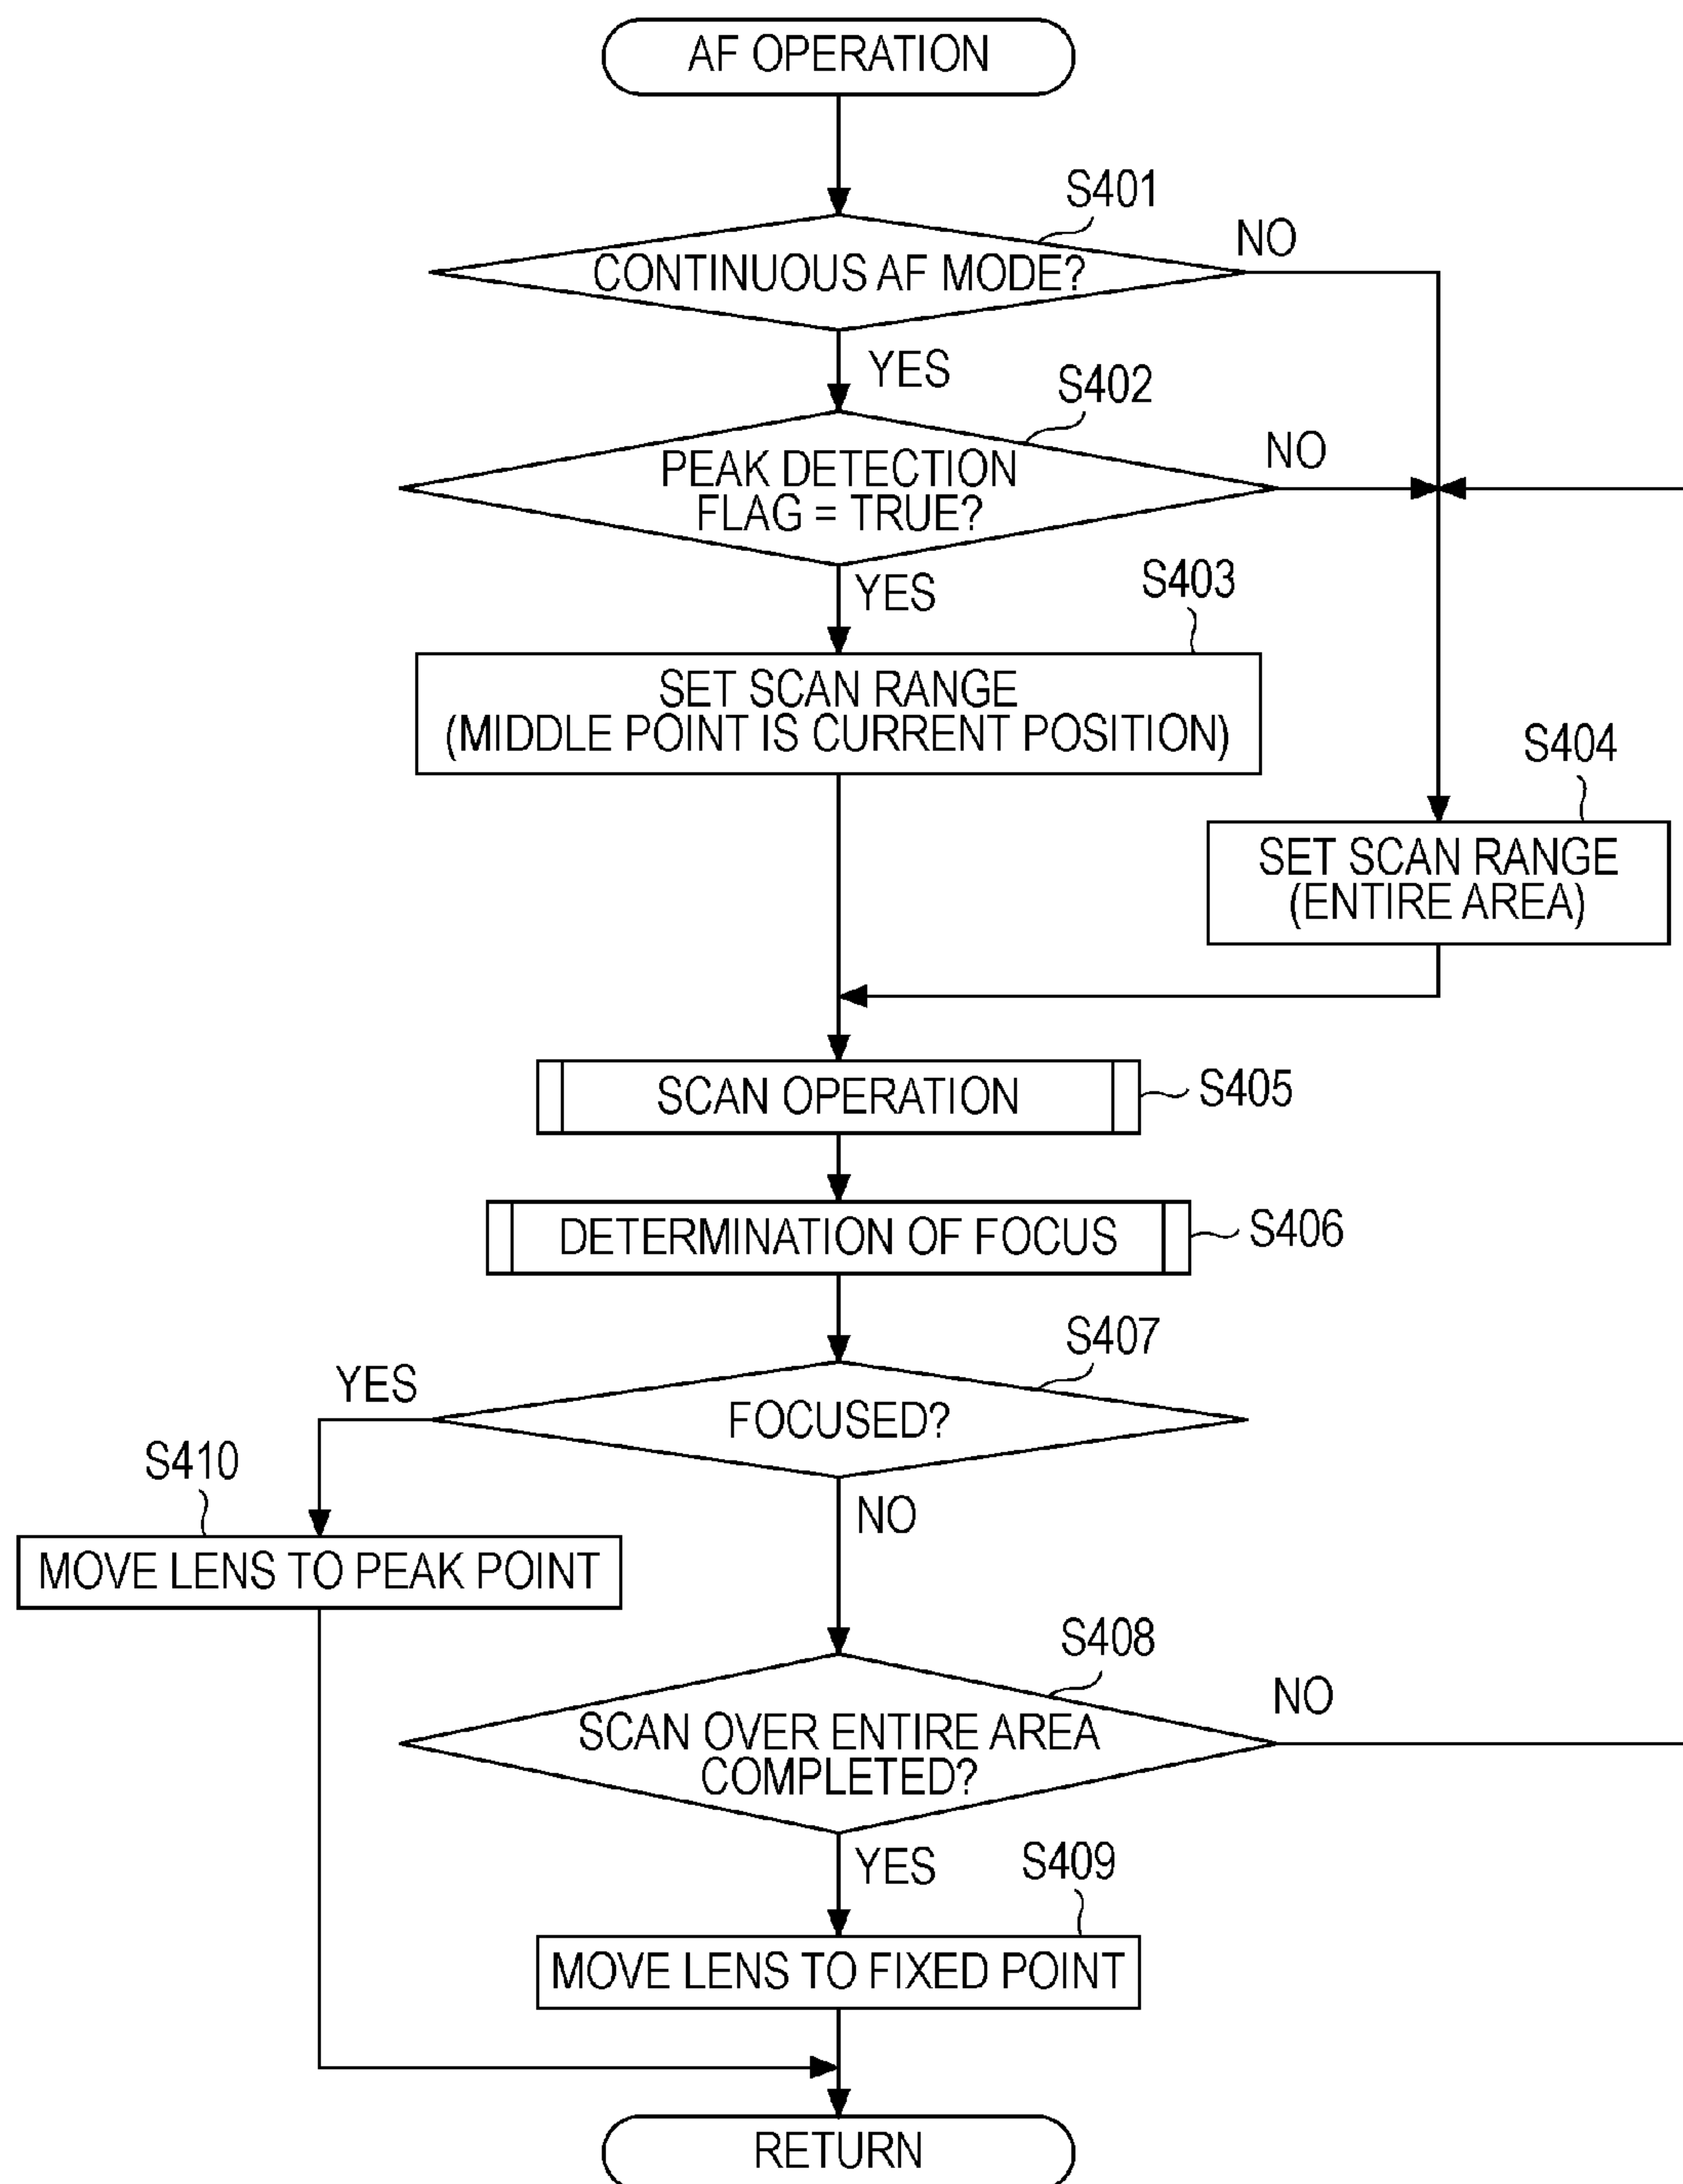 AF OPERATION
S401
NO
CONTINUOUS AF MODE?
YES
S402
NO
PEAK DETECTION
FLAG = TRUE?
YES
S403
SET SCAN RANGE
(MIDDLE POINT IS CURRENT POSITION)
S404
SET SCAN RANGE
(ENTIRE AREA)
SCAN OPERATION
S405
DETERMINATION OF FOCUS
S406
S407
YES
FOCUSED?
S410
NO
MOVE LENS TO PEAK POINT
S408
NO
SCAN OVER ENTIRE AREA
COMPLETED?
YES
S409
MOVE LENS TO FIXED POINT
RETURN